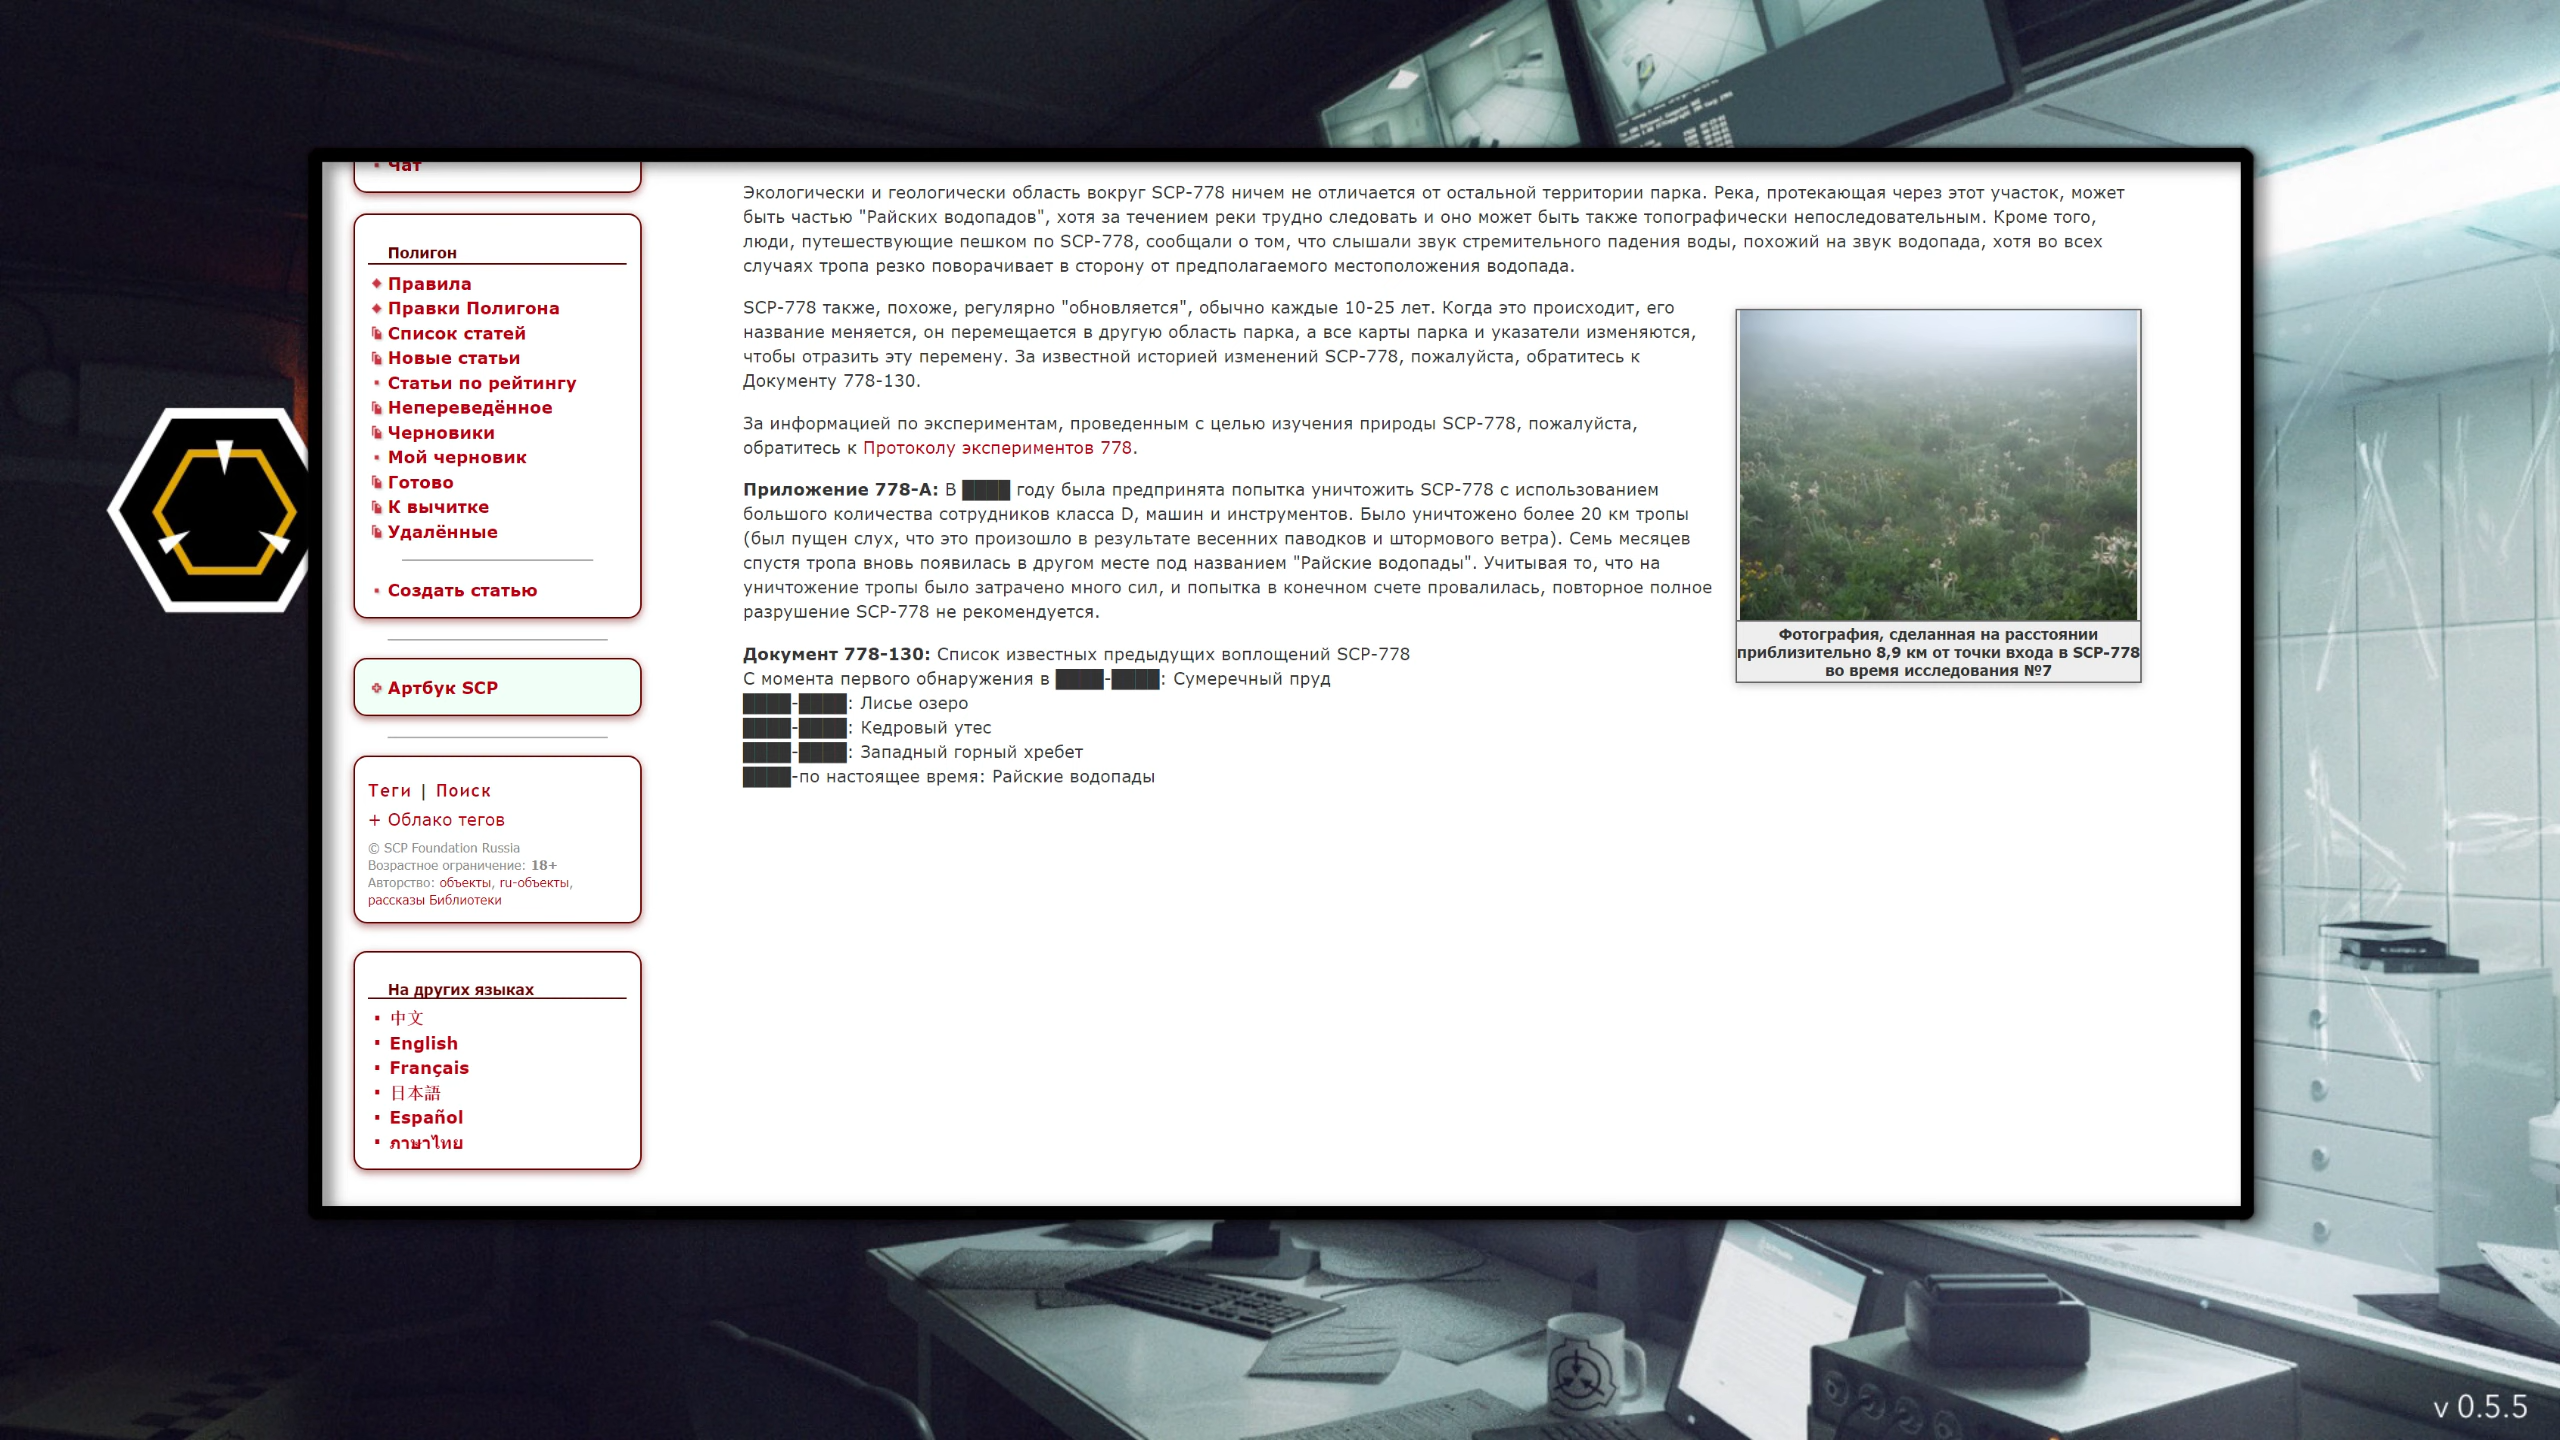 Чат
Полигон
Правила
Правки Полигона
Список статей
Новые статьи
Статьи по рейтингу
Непереведённое
Черновики
Мой черновик
Готово
К вычитке
Удалённые
Создать статью
Артбук SCP
Теги | Поиск
+ Облако тегов
© SCP Foundation Russia
Возрастное ограничение: 18+
Авторство: объекты, ru-объекты,
рассказы Библиотеки
На других языках
中文
English
Français
日本語
Español
ภาษาไทย
Экологически и геологически область вокруг SCP-778 ничем не отличается от остальной территории парка. Река, протекающая через этот участок, может
быть частью "Райских водопадов", хотя за течением реки трудно следовать и оно может быть также топографически непоследовательным. Кроме того,
люди, путешествующие пешком по SCP-778, сообщали о том, что слышали звук стремительного падения воды, похожий на звук водопада, хотя во всех
случаях тропа резко поворачивает в сторону от предполагаемого местоположения водопада.
SCP-778 также, похоже, регулярно "обновляется", обычно каждые 10-25 лет. Когда это происходит, его
название меняется, он перемещается в другую область парка, а все карты парка и указатели изменяются,
чтобы отразить эту перемену. За известной историей изменений SCP-778, пожалуйста, обратитесь к
Документу 778-130.
За информацией по экспериментам, проведенным с целью изучения природы SCP-778, пожалуйста,
обратитесь к Протоколу экспериментов 778.
Приложение 778-А: В ████ году была предпринята попытка уничтожить SCP-778 с использованием
большого количества сотрудников класса D, машин и инструментов. Было уничтожено более 20 км тропы
(был пущен слух, что это произошло в результате весенних паводков и штормового ветра). Семь месяцев
спустя тропа вновь появилась в другом месте под названием "Райские водопады". Учитывая то, что на
уничтожение тропы было затрачено много сил, и попытка в конечном счете провалилась, повторное полное
разрушение SCP-778 не рекомендуется.
Документ 778-130: Список известных предыдущих воплощений SCP-778
С момента первого обнаружения в ████-████: Сумеречный пруд
████-████: Лисье озеро
████-████: Кедровый утес
████-████: Западный горный хребет
████-по настоящее время: Райские водопады
Фотография, сделанная на расстоянии
приблизительно 8,9 км от точки входа в SCP-778
во время исследования №7
v 0.5.5